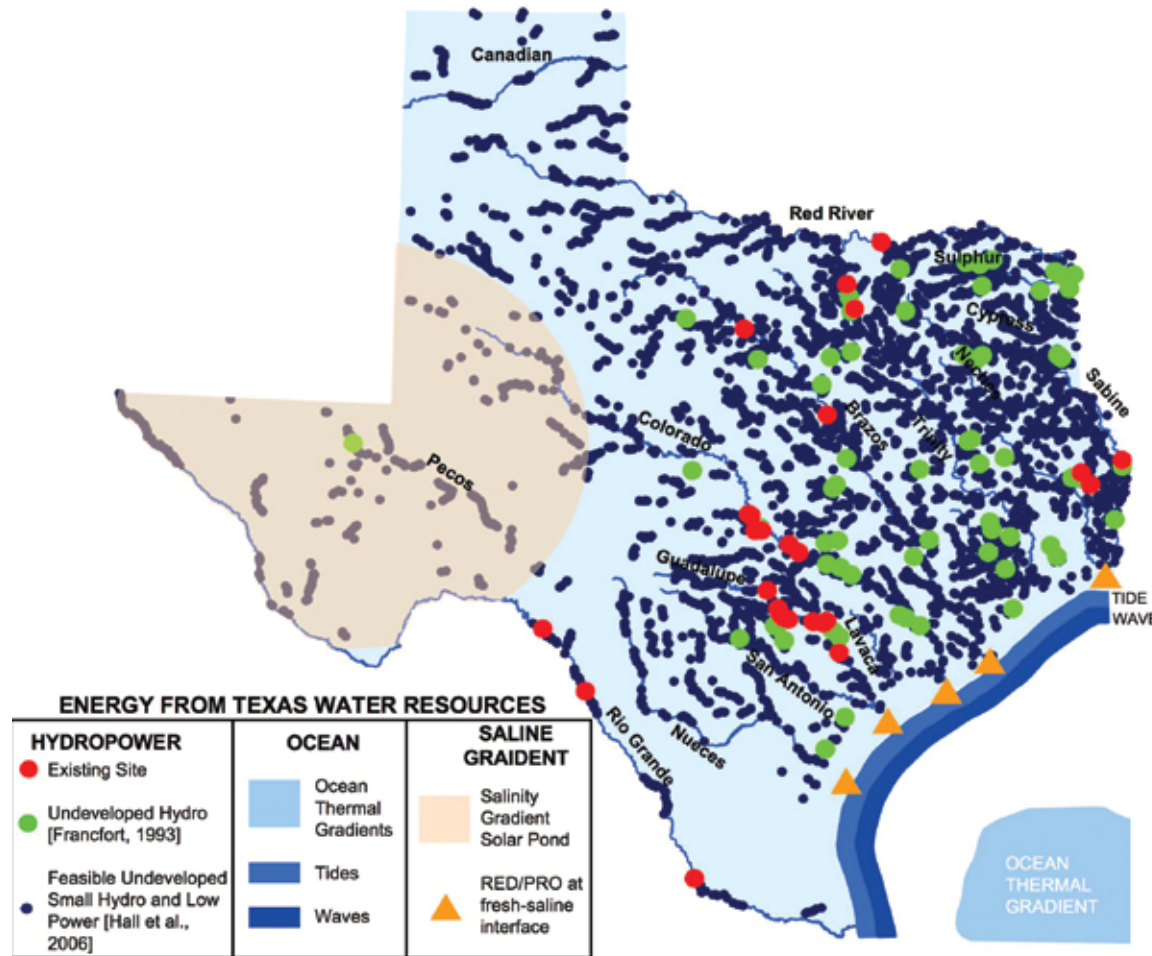 Canadian
Red River
Sulphur
Cypress
Neches
Sabine
Trinity
Brazos
Colorado
Pecos
Guadalupe
Lavaca
San Antonio
Nueces
Rio Grande
TIDE
WAVE
OCEAN
THERMAL
GRADIENT
ENERGY FROM TEXAS WATER RESOURCES
HYDROPOWER
Existing Site
Undeveloped Hydro
[Francfort, 1993]
Feasible Undeveloped
Small Hydro and Low
Power [Hall et al.,
2006]
OCEAN
Ocean
Thermal
Gradients
Tides
Waves
SALINE
GRAIDENT
Salinity
Gradient
Solar Pond
RED/PRO at
fresh-saline
interface